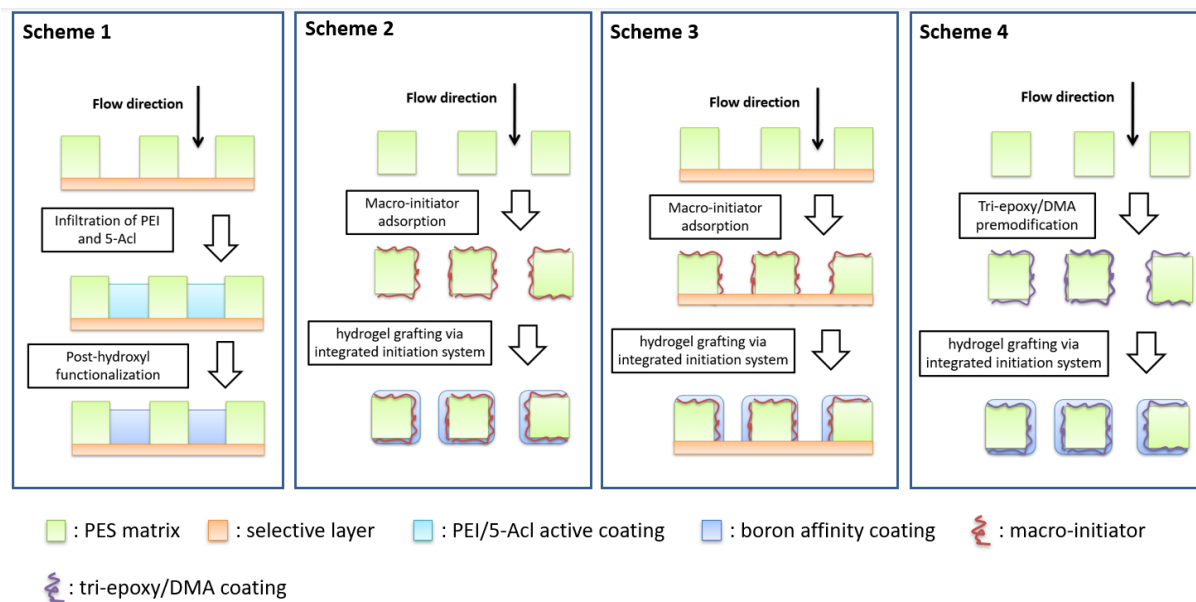 Scheme 1
Flow direction
Infiltration of PEI
and 5-Acl
Post-hydroxyl
functionalization
Scheme 2
Flow direction
Macro-initiator
adsorption
hydrogel grafting via
integrated initiation system
Scheme 3
Flow direction
Macro-initiator
adsorption
hydrogel grafting via
integrated initiation system
Scheme 4
Flow direction
Tri-epoxy/DMA
premodification
hydrogel grafting via
integrated initiation system
: PES matrix
: selective layer
: PEI/5-Acl active coating
: boron affinity coating
: macro-initiator
: tri-epoxy/DMA coating